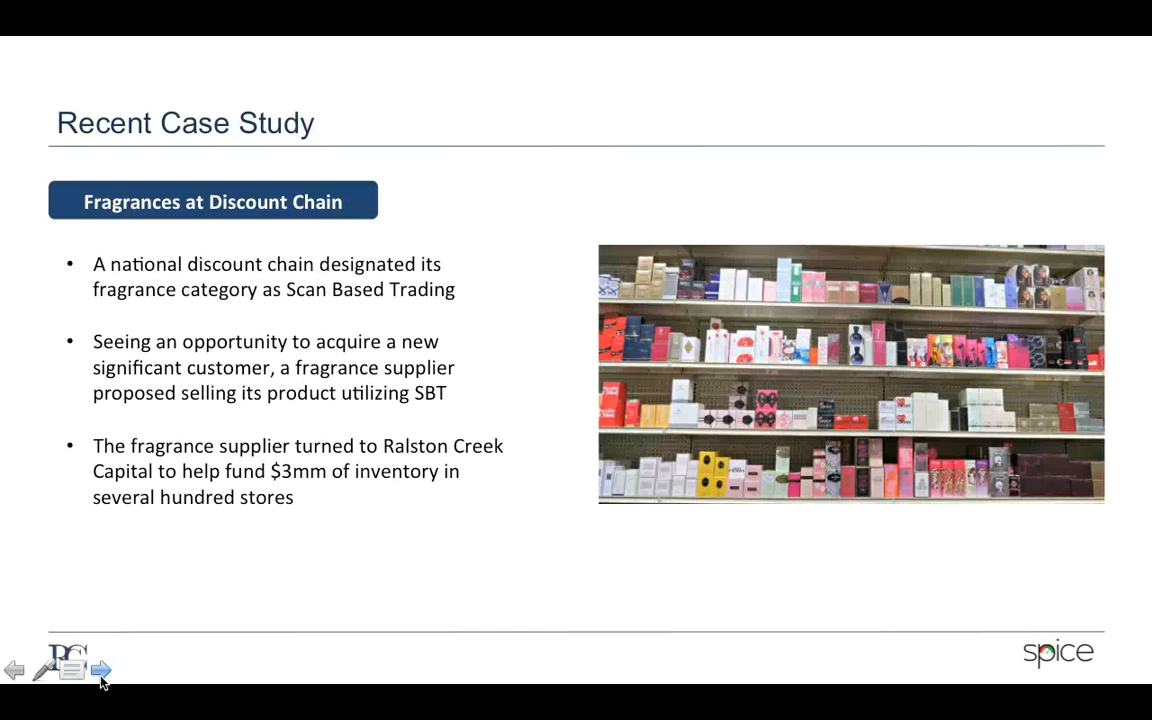 Recent Case Study
Fragrances at Discount Chain
• A national discount chain designated its
fragrance category as Scan Based Trading
• Seeing an opportunity to acquire a new
significant customer, a fragrance supplier
proposed selling its product utilizing SBT
• The fragrance supplier turned to Ralston Creek
Capital to help fund $3mm of inventory in
several hundred stores
spice